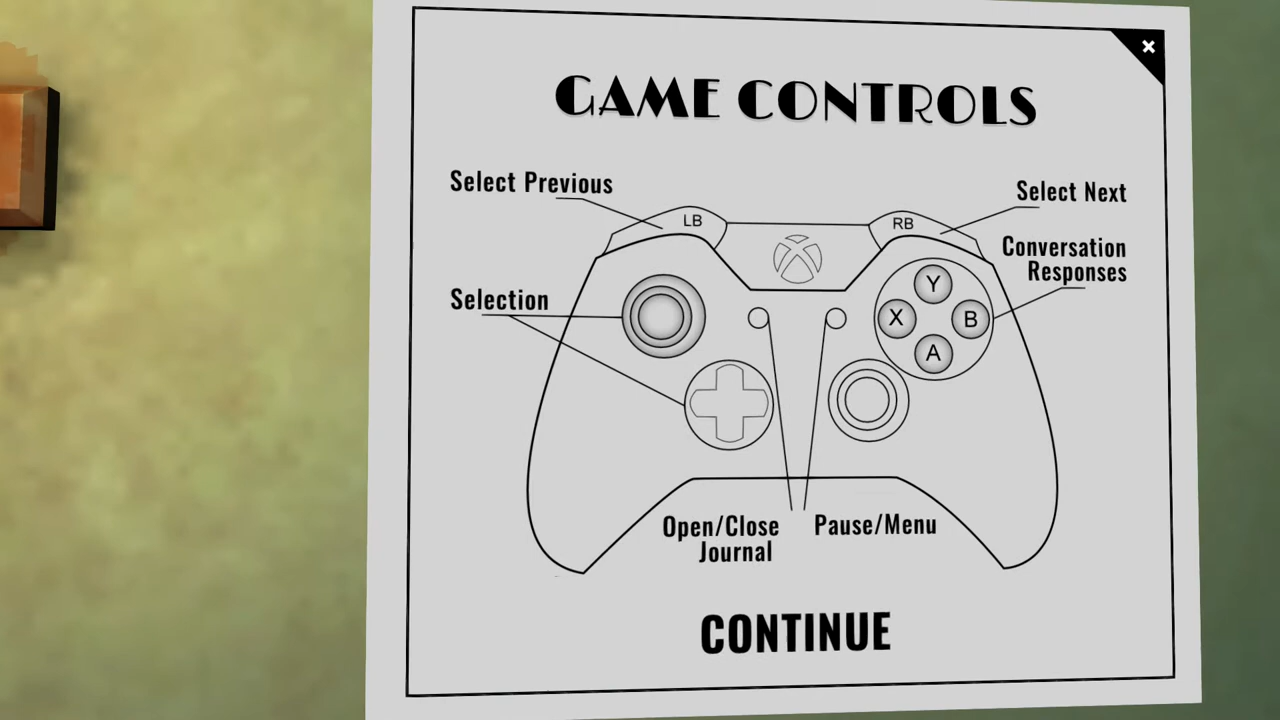 GAME CONTROLS
Select Previous
Select Next
LB
RB
Conversation
Responses
Selection
Y
X
B
A
Open/Close
Journal
Pause/Menu
CONTINUE